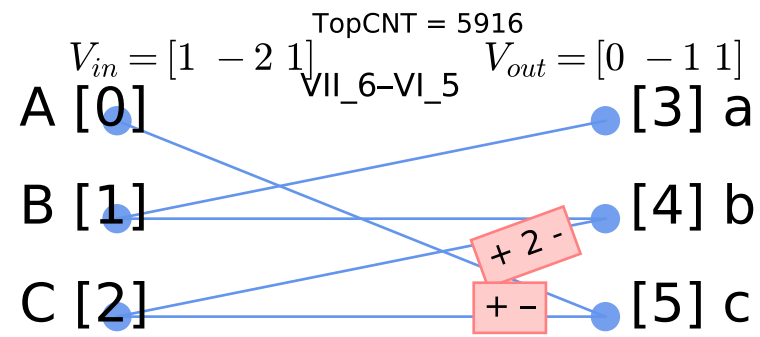 TopCNT = 5916
V_in = [1 −2 1]
V_out = [0 −1 1]
VII_6–VI_5
A [0]
[3] a
B [1]
[4] b
+ 2 -
C [2]
+ –
[5] c